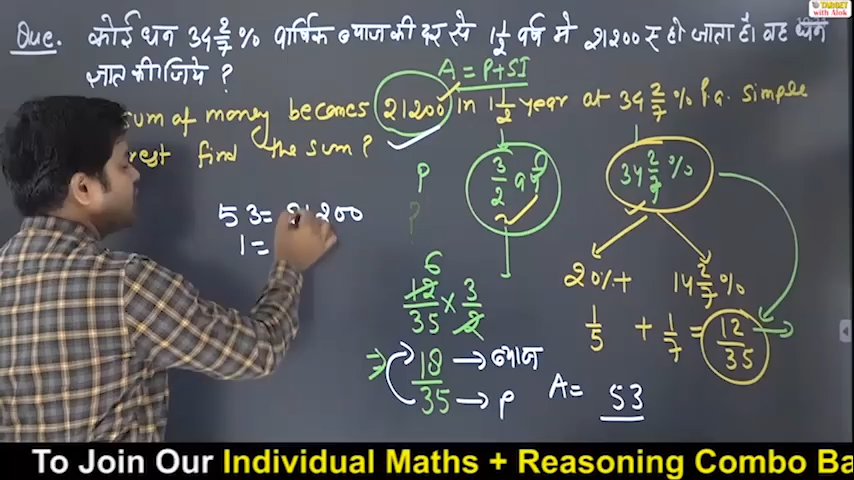 TARGET
with Alok
Que. कोई धन 34 2/7 % वार्षिक ब्याज की दर से 1 1/2 वर्ष मे 21200 रु हो जाता है। वह धन
ज्ञात कीजिये ?
A = P+SI
sum of money becomes 21200 in 1 1/2 year at 34 2/7 % P.a. simple
rest find the sum?
P
3/2 वर्ष
34 2/7 %
?
53= 21200
1=
20% + 14 2/7 %
6
12/35 × 3/2
1/5 + 1/7 = 12/35
18 → ब्याज
35 → P
A= 53
To Join Our Individual Maths + Reasoning Combo Ba